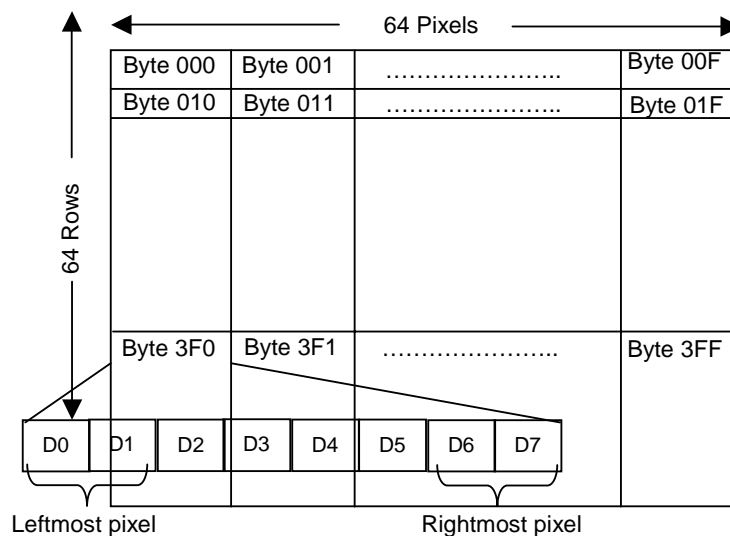 64 Pixels
Byte 000 Byte 001 ………………….. Byte 00F
Byte 010 Byte 011 ………………….. Byte 01F
64 Rows
Byte 3F0 Byte 3F1 ………………….. Byte 3FF
D0 D1 D2 D3 D4 D5 D6 D7
Leftmost pixel Rightmost pixel